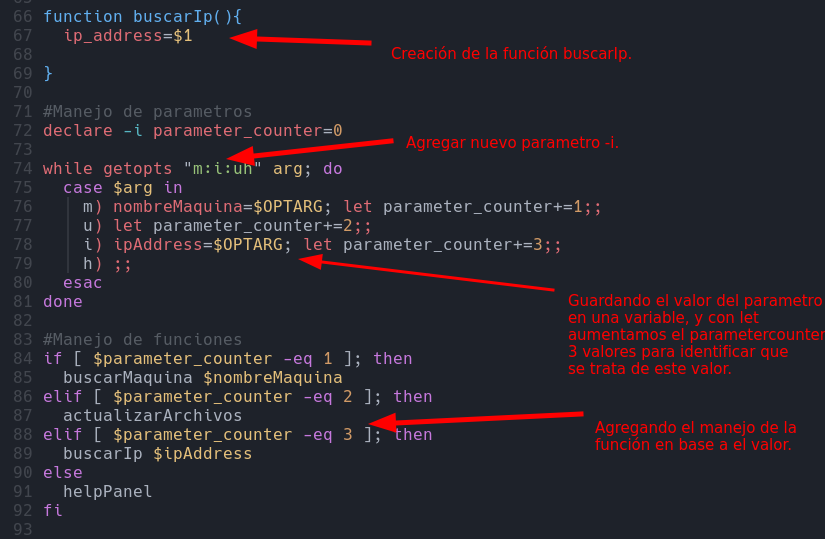 66 function buscarIp(){
67   ip_address=$1
Creación de la función buscarIp.
68
69 }
70
71 #Manejo de parametros
72 declare -i parameter_counter=0
Agregar nuevo parametro -i.
73
74 while getopts "m:i:uh" arg; do
75   case $arg in
76     m) nombreMaquina=$OPTARG; let parameter_counter+=1;;
77     u) let parameter_counter+=2;;
78     i) ipAddress=$OPTARG; let parameter_counter+=3;;
79     h) ;;
80   esac
81 done
Guardando el valor del parametro
en una variable, y con let
aumentamos el parametercounter
3 valores para identificar que
se trata de este valor.
82
83 #Manejo de funciones
84 if [ $parameter_counter -eq 1 ]; then
85   buscarMaquina $nombreMaquina
86 elif [ $parameter_counter -eq 2 ]; then
87   actualizarArchivos
88 elif [ $parameter_counter -eq 3 ]; then
Agregando el manejo de la
función en base a el valor.
89   buscarIp $ipAddress
90 else
91   helpPanel
92 fi
93